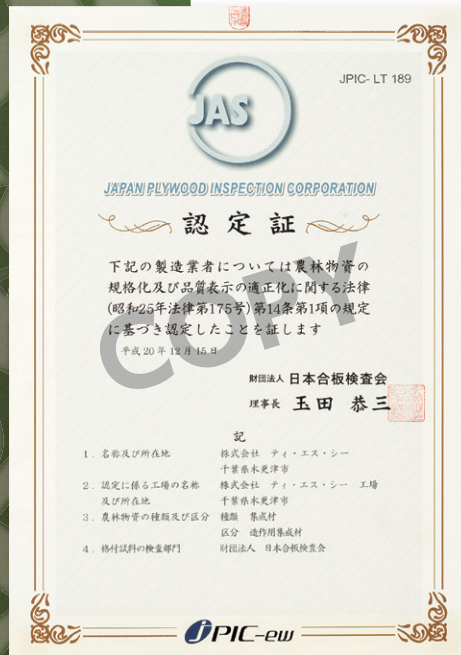 JPIC-LT 189
JAS
JAPAN PLYWOOD INSPECTION CORPORATION
認定証
下記の製造業者については農林物資の
規格化及び品質表示の適正化に関する法律
(昭和25年法律第175号)第14条第1項の規定
に基づき認定したことを証します
平成20年12月15日
COPY
財団法人 日本合板検査会
理事長 玉田 恭三
記
1. 名称及び所在地 株式会社 ティ・エス・シー
千葉県木更津市
2. 認定に係る工場の名称 株式会社 ティ・エス・シー 工場
及び所在地 千葉県木更津市
3. 農林物資の種類及び区分 種類 集成材
区分 造作用集成材
4. 格付試料の検査部門 財団法人 日本合板検査会
JPIC-ew